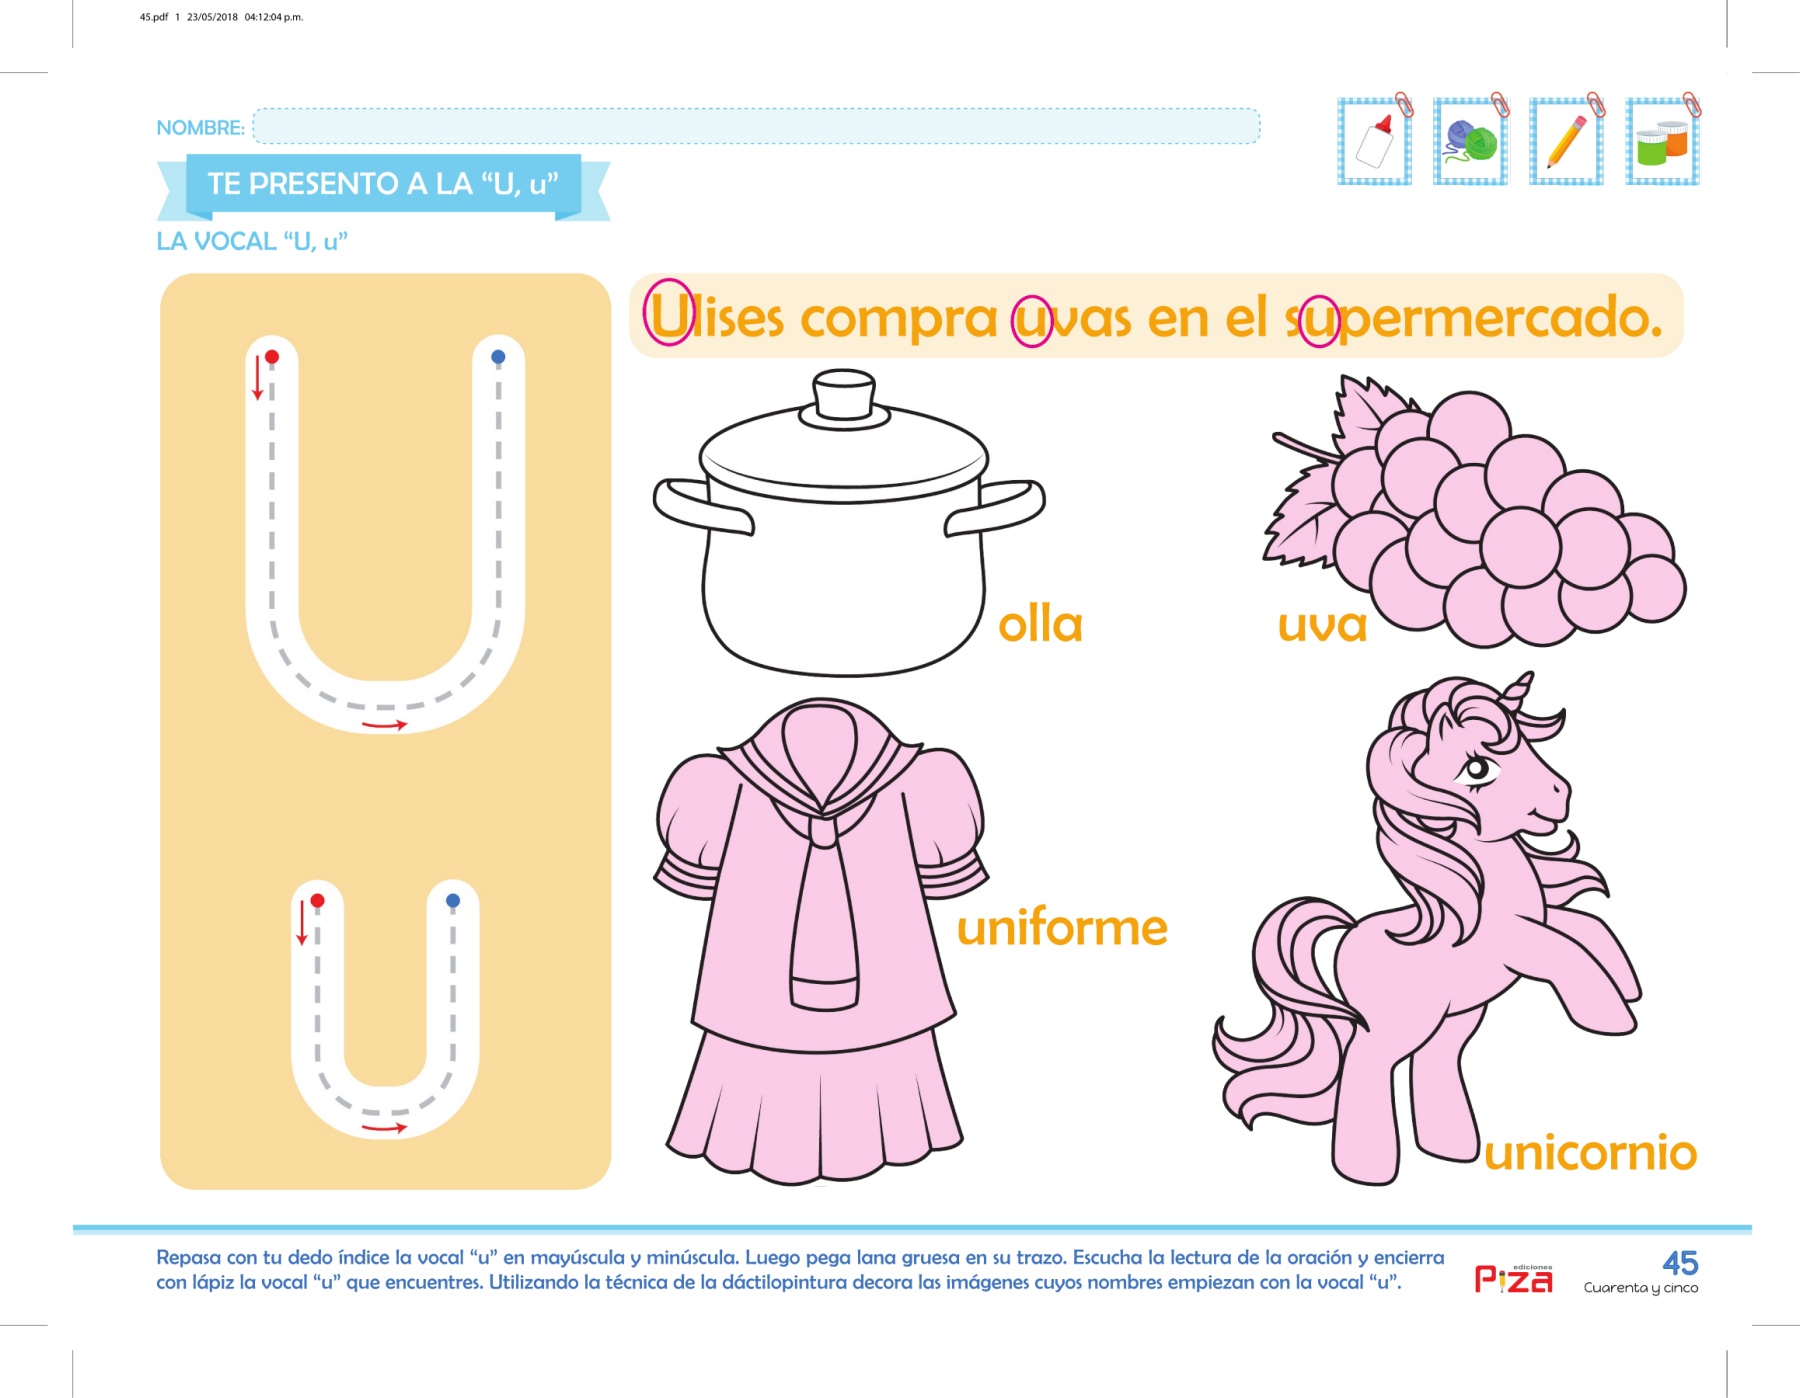 45.pdf 1 23/05/2018 04:12:04 p.m.
NOMBRE:
TE PRESENTO A LA “U, u”
LA VOCAL “U, u”
U
u
Ulises compra uvas en el supermercado.
olla
uva
uniforme
unicornio
Repasa con tu dedo índice la vocal “u” en mayúscula y minúscula. Luego pega lana gruesa en su trazo. Escucha la lectura de la oración y encierra
con lápiz la vocal “u” que encuentres. Utilizando la técnica de la dáctilopintura decora las imágenes cuyos nombres empiezan con la vocal “u”.
ediciones
Piza
45
Cuarenta y cinco